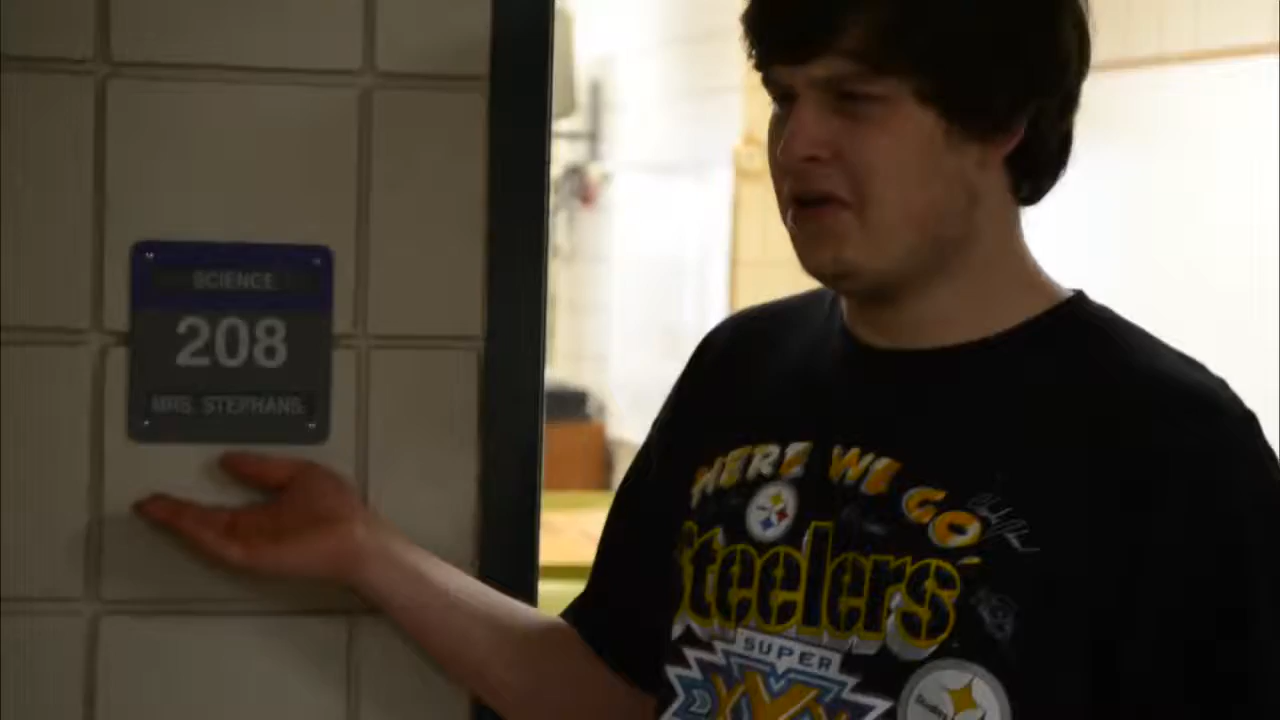 SCIENCE
208
MRS. STEPHANS
HERE WE GO
Steelers
SUPER